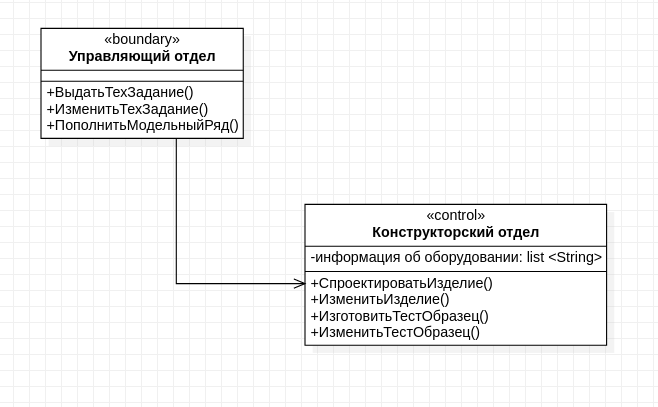 «boundary»
Управляющий отдел
+ВыдатьТехЗадание()
+ИзменитьТехЗадание()
+ПополнитьМодельныйРяд()
«control»
Конструкторский отдел
-информация об оборудовании: list <String>
+СпроектироватьИзделие()
+ИзменитьИзделие()
+ИзготовитьТестОбразец()
+ИзменитьТестОбразец()